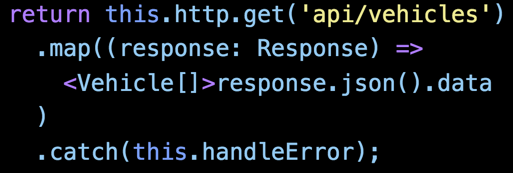 return this.http.get('api/vehicles')
  .map((response: Response) =>
    <Vehicle[]>response.json().data
  )
  .catch(this.handleError);